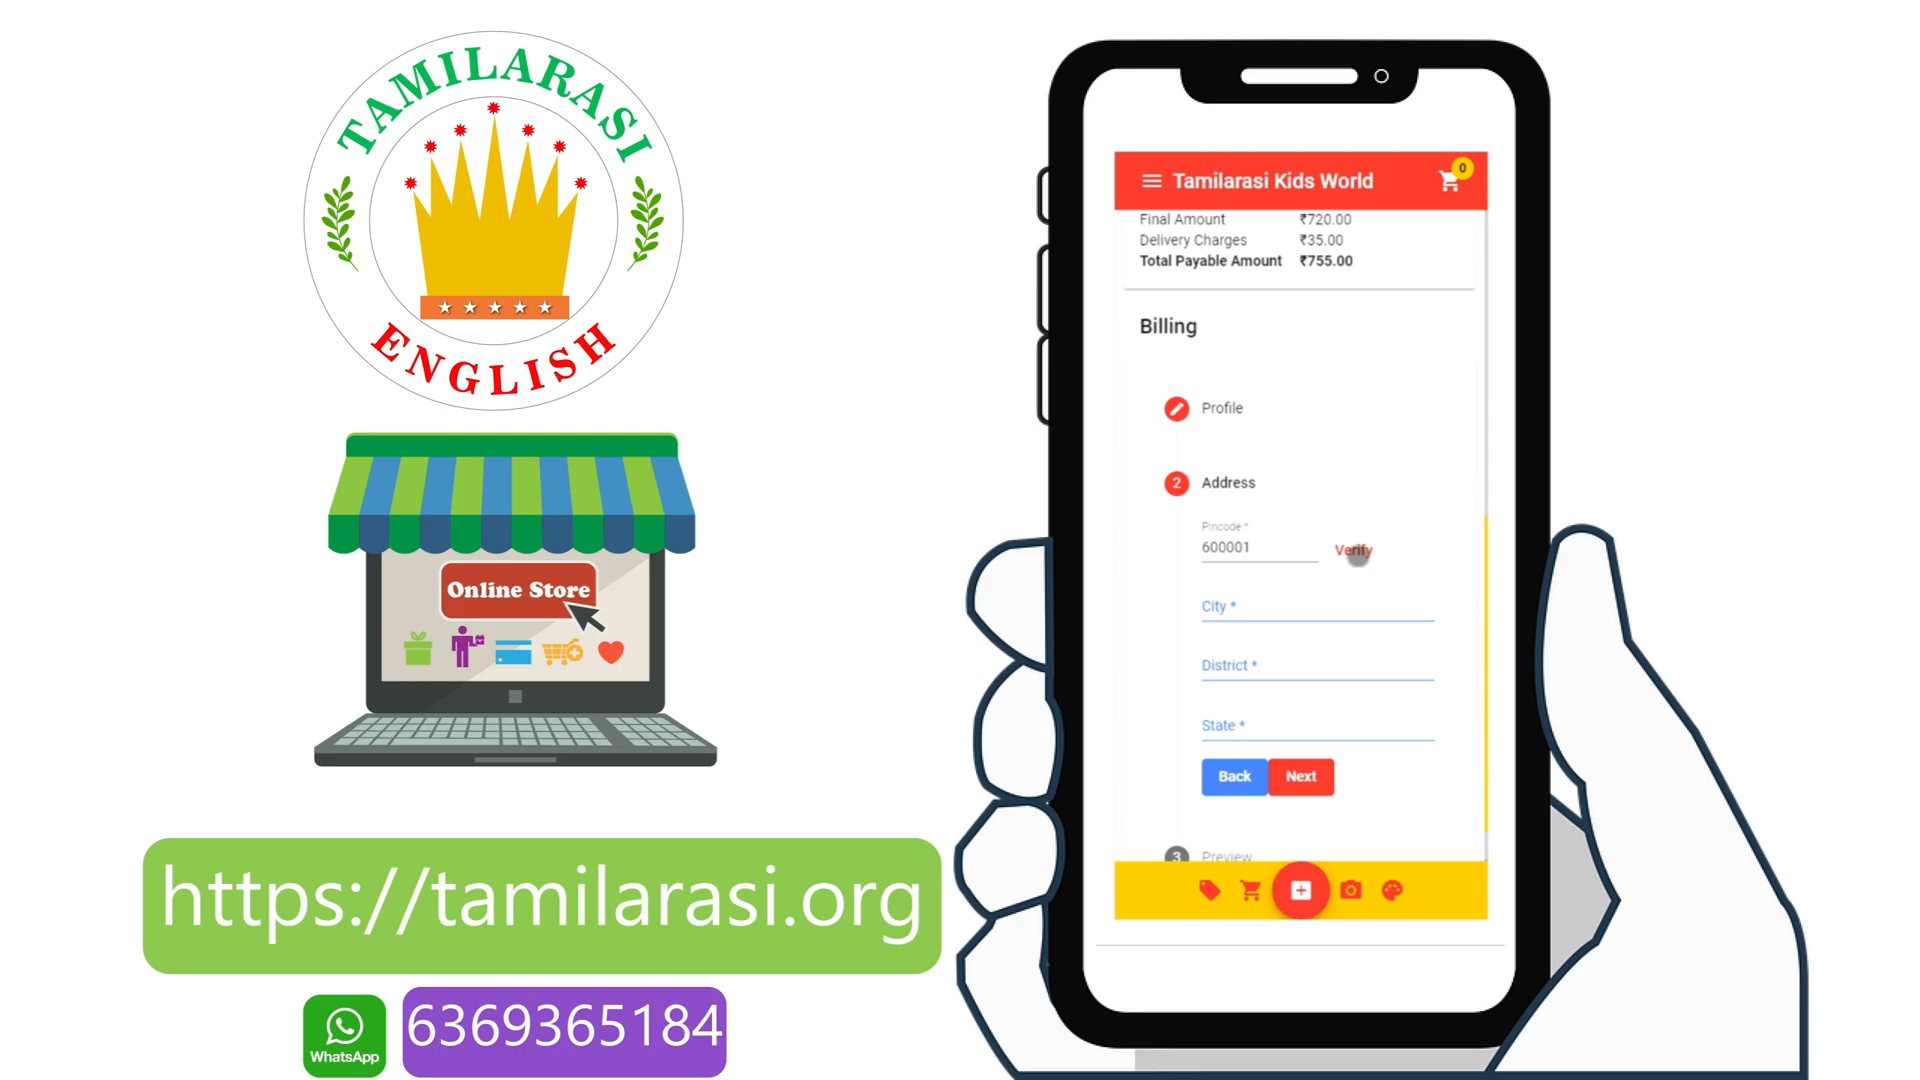 TAMILARASI
ENGLISH
Online Store
https://tamilarasi.org
WhatsApp
6369365184
Tamilarasi Kids World
0
Final Amount ₹720.00
Delivery Charges ₹35.00
Total Payable Amount ₹755.00
Billing
Profile
2 Address
Pincode *
600001 Verify
City *
District *
State *
Back Next
3 Preview